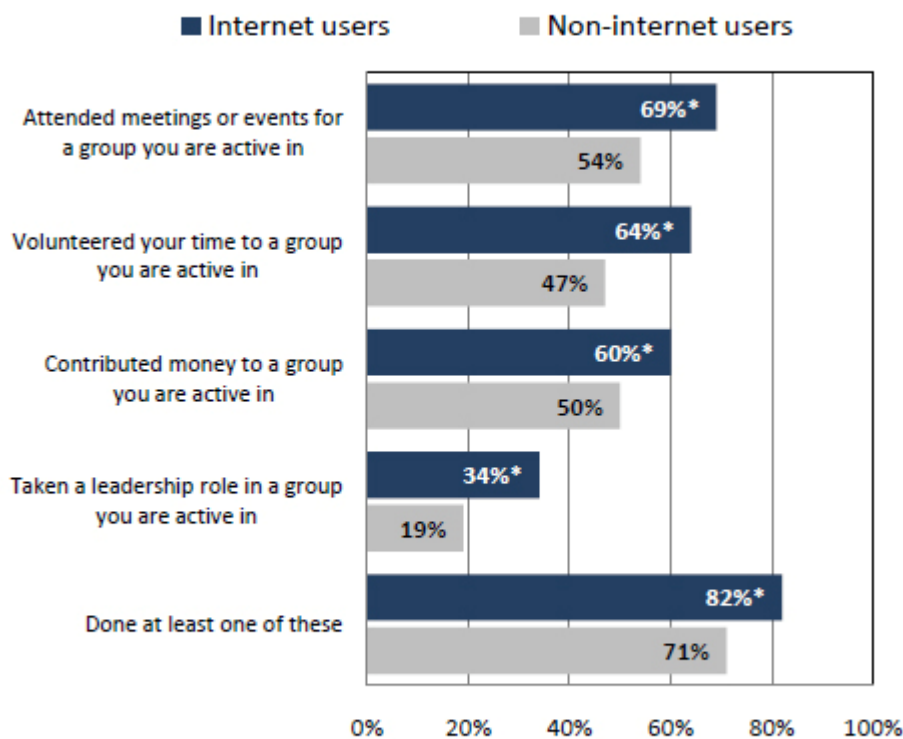 Internet users
Non-internet users
Attended meetings or events for
a group you are active in
69%*
54%
Volunteered your time to a group
you are active in
64%*
47%
Contributed money to a group
you are active in
60%*
50%
Taken a leadership role in a group
you are active in
34%*
19%
Done at least one of these
82%*
71%
0% 20% 40% 60% 80% 100%